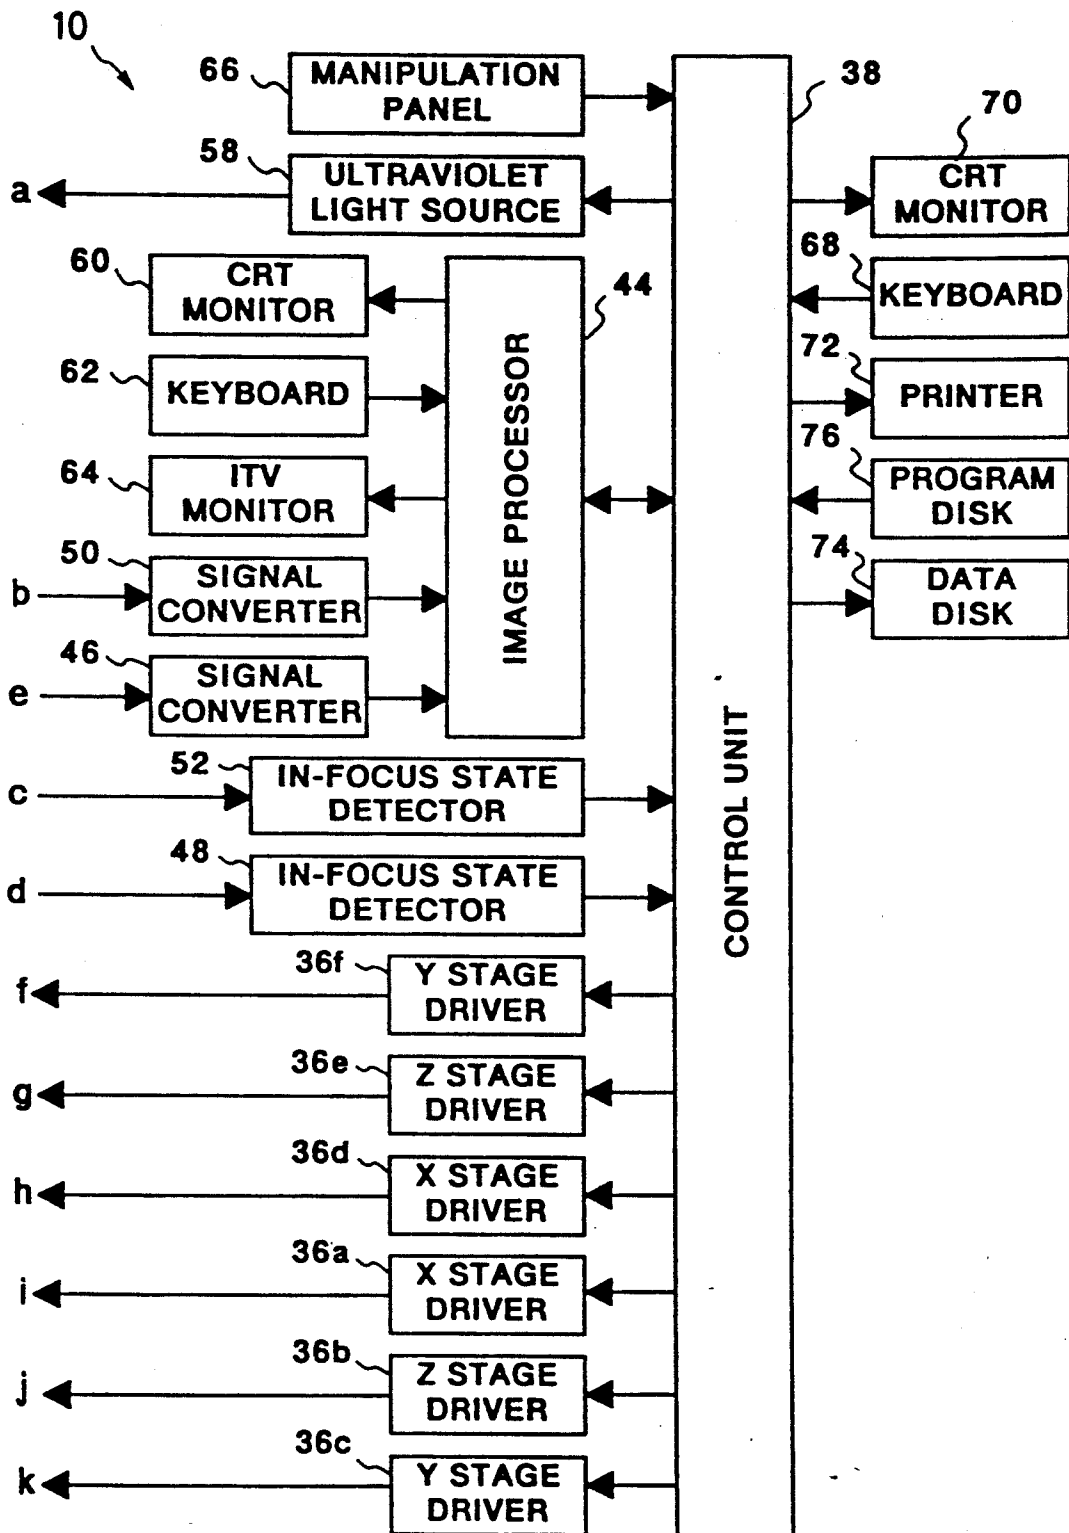 10
66
MANIPULATION
PANEL
38
70
58
ULTRAVIOLET
LIGHT SOURCE
a
CRT
MONITOR
60
CRT
MONITOR
44
68
KEYBOARD
62
KEYBOARD
72
PRINTER
64
ITV
MONITOR
IMAGE PROCESSOR
76
PROGRAM
DISK
50
SIGNAL
CONVERTER
b
74
DATA
DISK
46
SIGNAL
CONVERTER
e
CONTROL UNIT
52
IN-FOCUS STATE
DETECTOR
c
48
IN-FOCUS STATE
DETECTOR
d
36f
Y STAGE
DRIVER
f
36e
Z STAGE
DRIVER
g
36d
X STAGE
DRIVER
h
36a
X STAGE
DRIVER
i
36b
Z STAGE
DRIVER
j
36c
Y STAGE
DRIVER
k